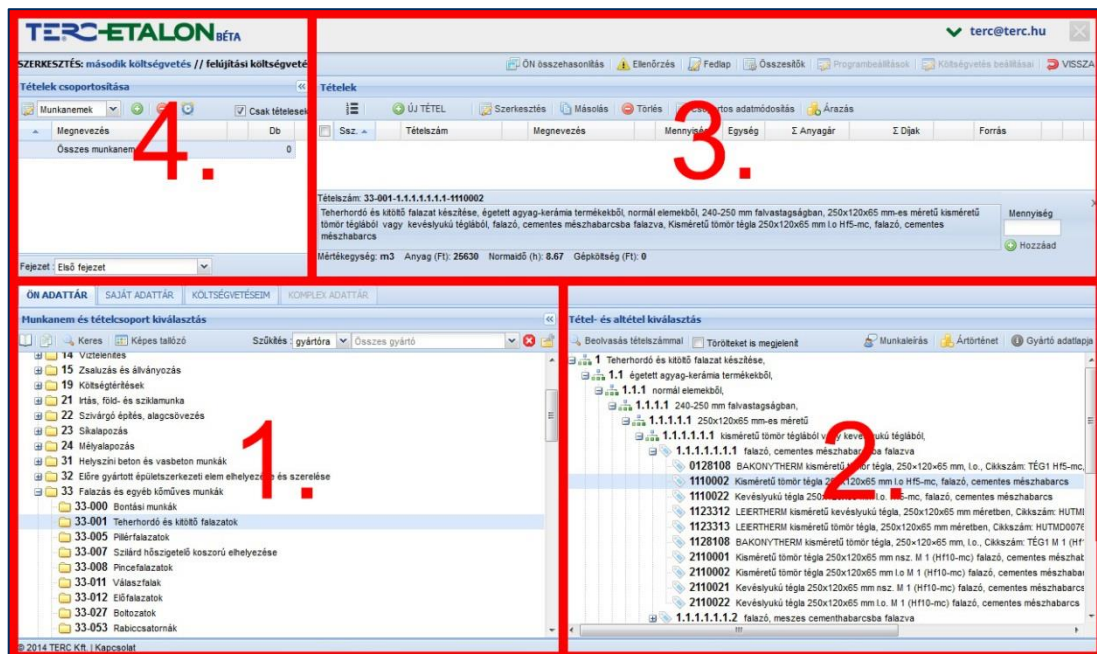 TERC-ETALON BÉTA
terc@terc.hu
SZERKESZTÉS: második költségvetés // felújítási költségveté
ÖN összehasonlítás Ellenőrzés Fedlap Összesítők Programbeállítások Költségvetés beállításai VISSZA
Tételek csoportosítása
Munkanemek Csak tételesek
Megnevezés Db
Összes munkanem 0
4.
Fejezet : Első fejezet
Tételek
ÚJ TÉTEL Szerkesztés Másolás Törlés Csoportos adatmódosítás Árazás
Ssz. Tételszám Megnevezés Mennyiség Egység Σ Anyagár Σ Díjak Forrás
3.
Tételszám: 33-001-1.1.1.1.1.1.1-1110002
Teherhordó és kitöltő falazat készítése, égetett agyag-kerámia termékekből, normál elemekből, 240-250 mm falvastagságban, 250x120x65 mm-es méretű kisméretű
tömör téglából vagy kevéslyukú téglából, falazó, cementes mészhabarcsba falazva, Kisméretű tömör tégla 250x120x65 mm I.o Hf5-mc, falazó, cementes
mészhabarcs
Mennyiség
Hozzáad
Mértékegység: m3 Anyag (Ft): 25630 Normaidő (h): 8.67 Gépköltség (Ft): 0
ÖN ADATTÁR SAJÁT ADATTÁR KÖLTSÉGVETÉSEIM KOMPLEX ADATTÁR
Munkanem és tételcsoport kiválasztás
Keres Képes tallózó Szűkítés : gyártóra Összes gyártó
14 Víztelenítés
15 Zsaluzás és állványozás
19 Költségtérítések
21 Irtás, föld- és sziklamunka
22 Szivárgó építés, alagcsövezés
23 Síkalapozás
24 Mélyalapozás
31 Helyszíni beton és vasbeton munkák
32 Előre gyártott épületszerkezeti elem elhelyezése és szerelése
33 Falazás és egyéb kőműves munkák
33-000 Bontási munkák
33-001 Teherhordó és kitöltő falazatok
33-005 Pillérfalazatok
33-007 Szilárd hőszigetelő koszorú elhelyezése
33-008 Pincefalazatok
33-011 Válaszfalak
33-012 Előfalazatok
33-027 Boltozatok
33-053 Rabiccsatornák
1.
Tétel- és altétel kiválasztás
Beolvasás tételszámmal Törölteket is megjelenít Munkaleírás Ártörténet Gyártó adatlapja
1 Teherhordó és kitöltő falazat készítése,
1.1 égetett agyag-kerámia termékekből,
1.1.1 normál elemekből,
1.1.1.1 240-250 mm falvastagságban,
1.1.1.1.1 250x120x65 mm-es méretű
1.1.1.1.1.1 kisméretű tömör téglából vagy kevéslyukú téglából,
1.1.1.1.1.1.1 falazó, cementes mészhabarcsba falazva
0128108 BAKONYTHERM kisméretű tömör tégla, 250×120×65 mm, I.o., Cikkszám: TÉG1 Hf5-mc,
1110002 Kisméretű tömör tégla 250x120x65 mm I.o Hf5-mc, falazó, cementes mészhabarcs
1110022 Kevéslyukú tégla 250x120x65 mm I.o. Hf5-mc, falazó, cementes mészhabarcs
1123312 LEIERTHERM kisméretű kevéslyukú tégla, 250x120x65 mm méretben, Cikkszám: HUTM
1123313 LEIERTHERM kisméretű tömör tégla, 250x120x65 mm méretben, Cikkszám: HUTMD0076
1128108 BAKONYTHERM kisméretű tömör tégla, 250×120×65 mm, I.o., Cikkszám: TÉG1 M 1 (Hf
2110001 Kisméretű tömör tégla 250x120x65 mm nsz. M 1 (Hf10-mc) falazó, cementes mészhab
2110002 Kisméretű tömör tégla 250x120x65 mm I.o M 1 (Hf10-mc) falazó, cementes mészhabar
2110021 Kevéslyukú tégla 250x120x65 mm nsz. M 1 (Hf10-mc) falazó, cementes mészhabarcs
2110022 Kevéslyukú tégla 250x120x65 mm I.o. M 1 (Hf10-mc) falazó, cementes mészhabarcs
1.1.1.1.1.1.2 falazó, meszes cementhabarcsba falazva
2.
© 2014 TERC Kft. | Kapcsolat